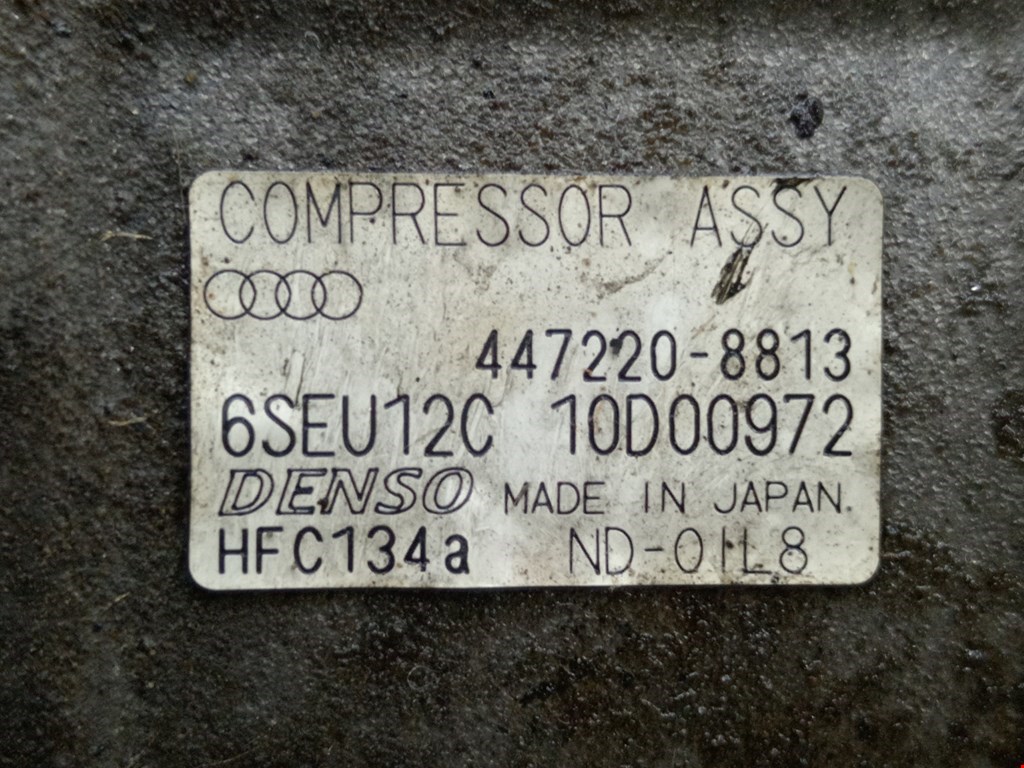 COMPRESSOR ASSY
447220-8813
6SEU12C 10D00972
DENSO MADE IN JAPAN.
HFC134a ND-OIL8